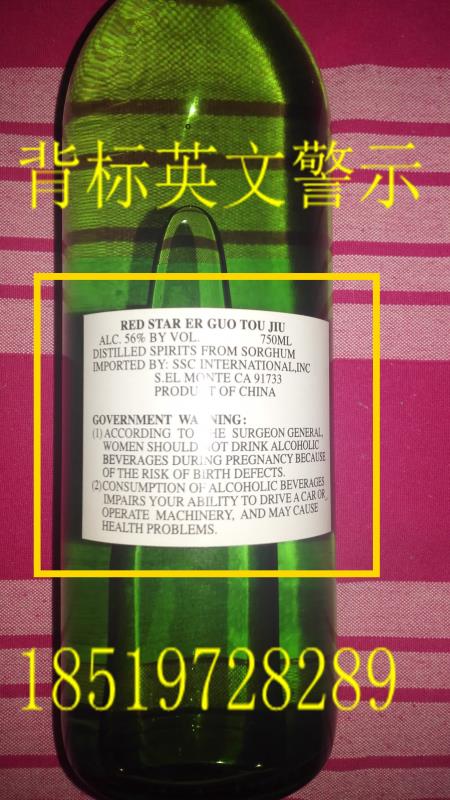 背标英文警示
RED STAR ER GUO TOU JIU
ALC. 56% BY VOL. 750ML
DISTILLED SPIRITS FROM SORGHUM
IMPORTED BY: SSC INTERNATIONAL,INC
S.EL MONTE CA 91733
PRODUCT OF CHINA
GOVERNMENT WARNING:
(1) ACCORDING TO THE SURGEON GENERAL,
WOMEN SHOULD NOT DRINK ALCOHOLIC
BEVERAGES DURING PREGNANCY BECAUSE
OF THE RISK OF BIRTH DEFECTS.
(2) CONSUMPTION OF ALCOHOLIC BEVERAGES
IMPAIRS YOUR ABILITY TO DRIVE A CAR OR
OPERATE MACHINERY, AND MAY CAUSE
HEALTH PROBLEMS.
18519728289